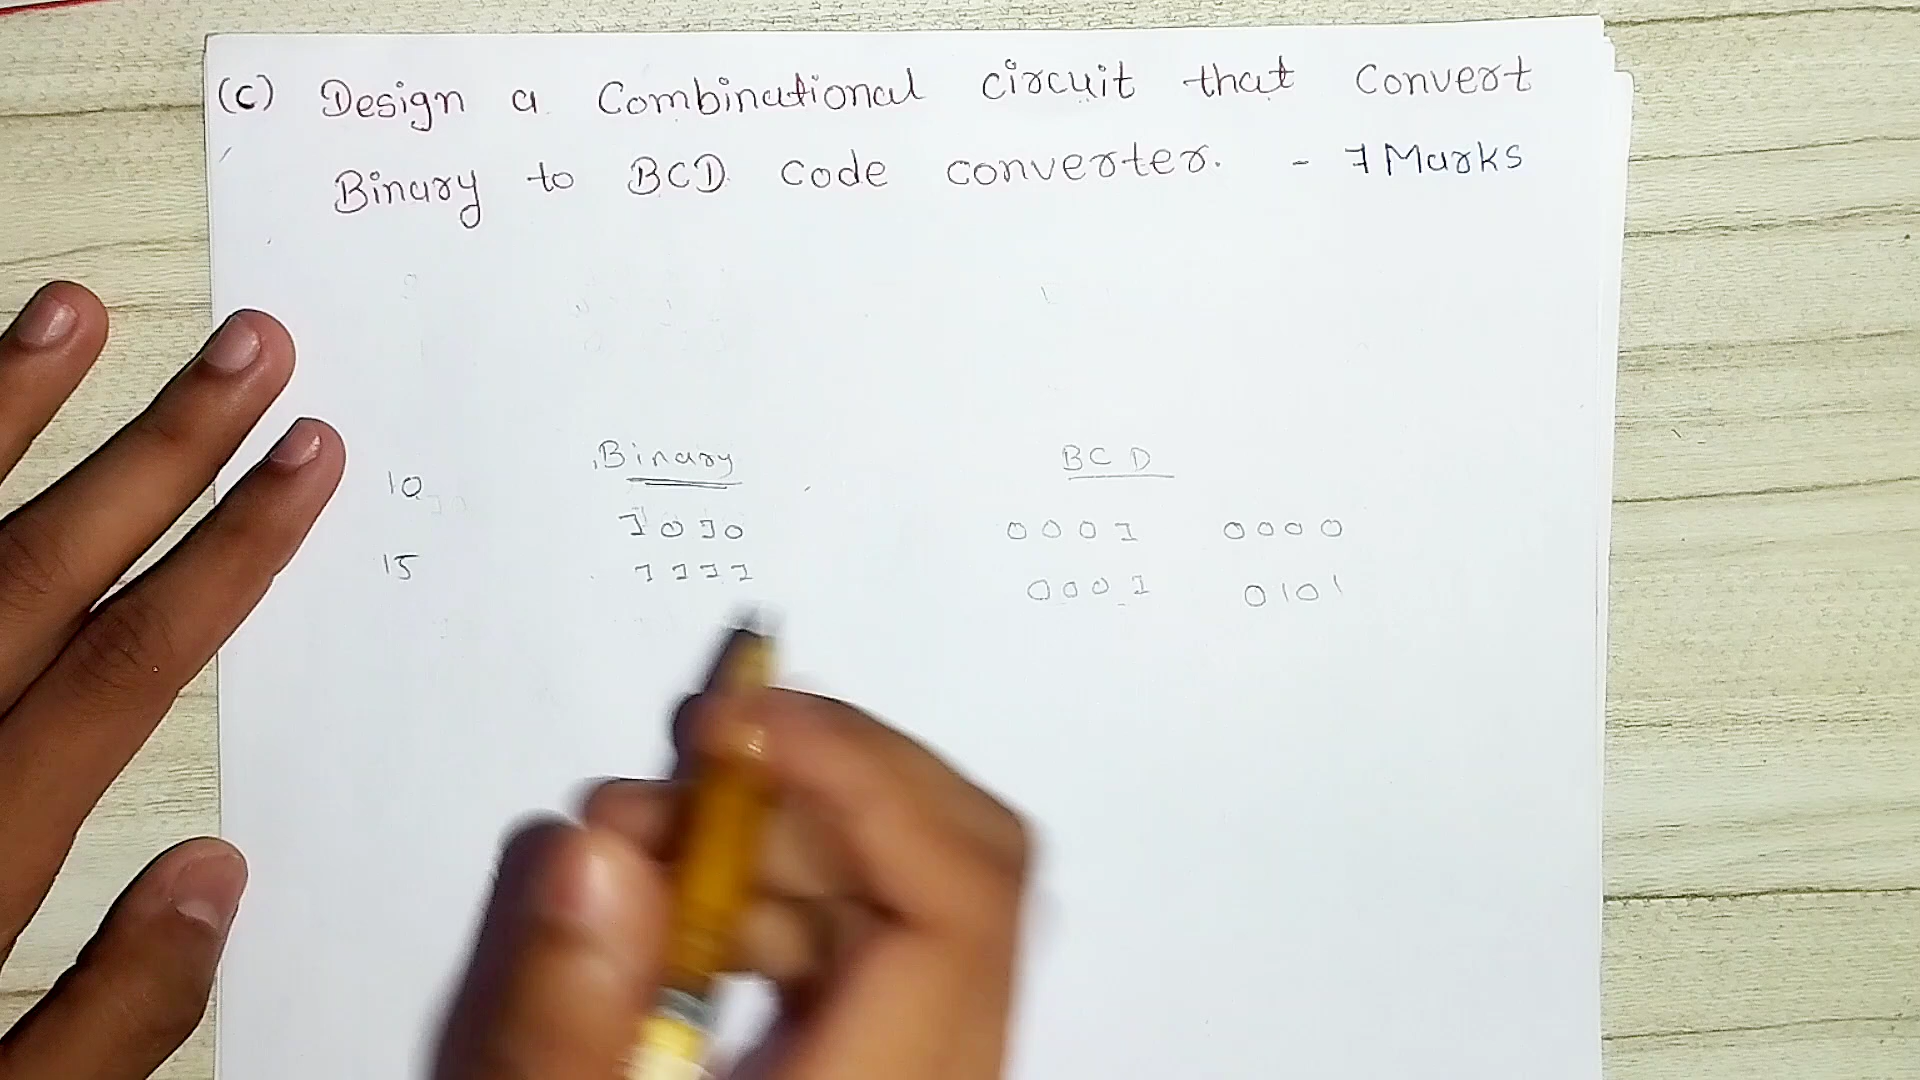 (c) Design a Combinational circuit that convert
Binary to BCD code converter. - 7 Marks
Binary BCD
10
1010 0001 0000
15 1111 0001 0101